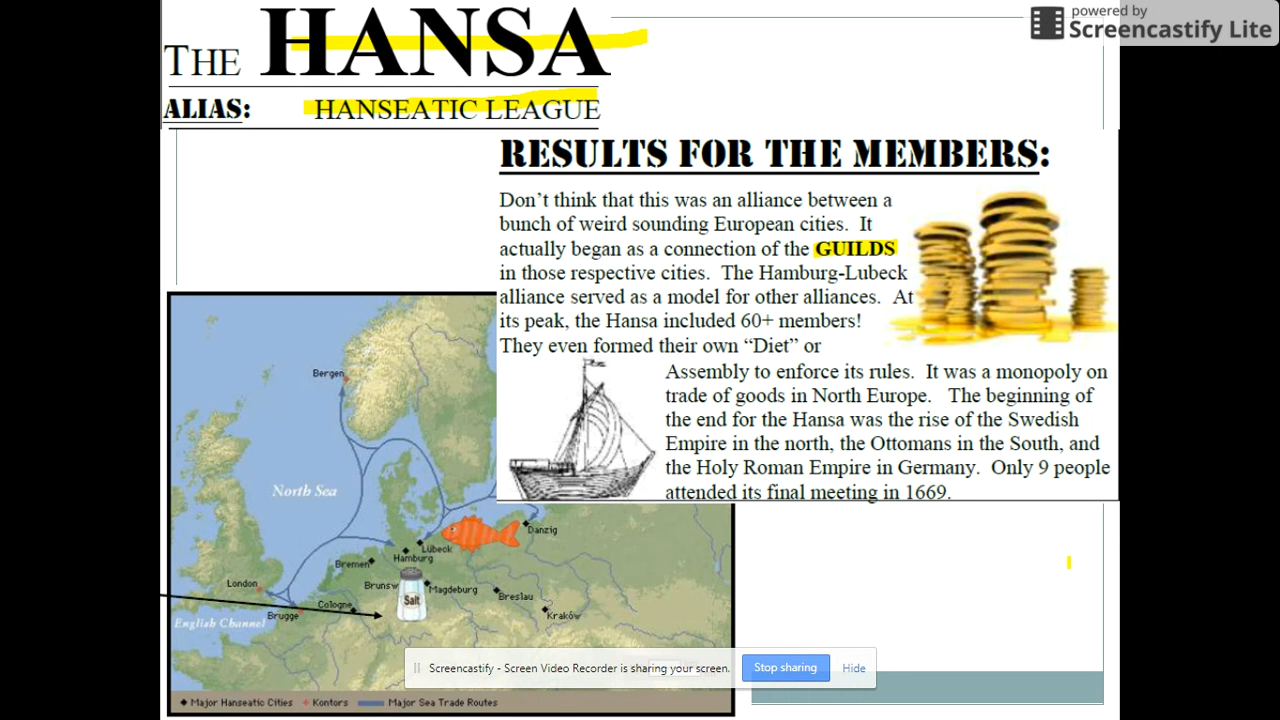 THE HANSA
ALIAS: HANSEATIC LEAGUE
powered by
Screencastify Lite
RESULTS FOR THE MEMBERS:
Don't think that this was an alliance between a
bunch of weird sounding European cities. It
actually began as a connection of the GUILDS
in those respective cities. The Hamburg-Lubeck
alliance served as a model for other alliances. At
its peak, the Hansa included 60+ members!
They even formed their own “Diet” or
Assembly to enforce its rules. It was a monopoly on
trade of goods in North Europe. The beginning of
the end for the Hansa was the rise of the Swedish
Empire in the north, the Ottomans in the South, and
the Holy Roman Empire in Germany. Only 9 people
attended its final meeting in 1669.
Bergen
North Sea
Danzig
Lübeck
Hamburg
Bremen
London
Brunsw
Magdeburg
Breslau
Salt
Cologne
Brugge
Kraków
English Channel
Screencastify - Screen Video Recorder is sharing your screen.
Stop sharing
Hide
Major Hanseatic Cities
Kontors
Major Sea Trade Routes